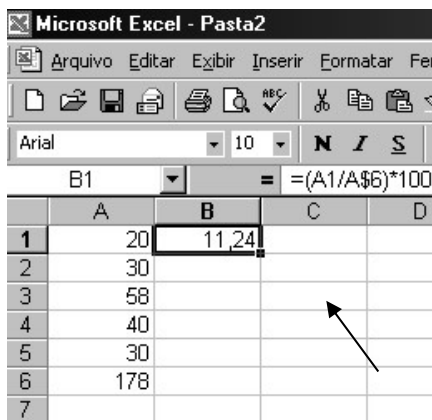 Microsoft Excel - Pasta2
Arquivo Editar Exibir Inserir Formatar Fer
ABC
Arial 10 N I S
B1 = =(A1/A$6)*100
A B C D
1 20 11,24
2 30
3 58
4 40
5 30
6 178
7